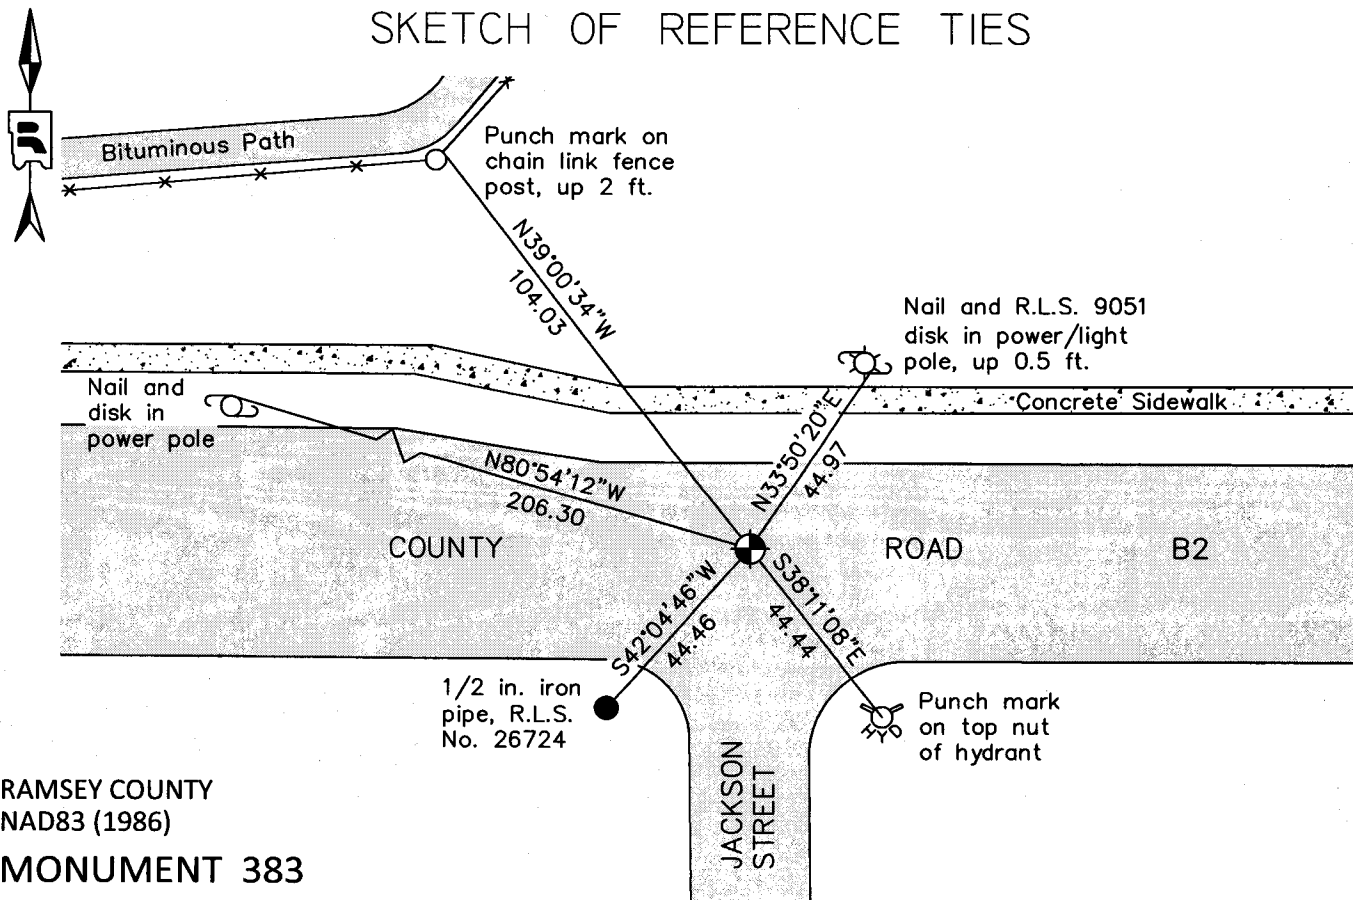 SKETCH OF REFERENCE TIES
Bituminous Path
Punch mark on
chain link fence
post, up 2 ft.
N39°00'34"W
104.03
Nail and R.L.S. 9051
disk in power/light
pole, up 0.5 ft.
Nail and
disk in
power pole
Concrete Sidewalk
N33°50'20"E
44.97
N80°54'12"W
206.30
COUNTY ROAD B2
S42°04'46"W
44.46
S38°11'08"E
44.44
1/2 in. iron
pipe, R.L.S.
No. 26724
HYD
Punch mark
on top nut
of hydrant
JACKSON
STREET
RAMSEY COUNTY
NAD83 (1986)
MONUMENT 383